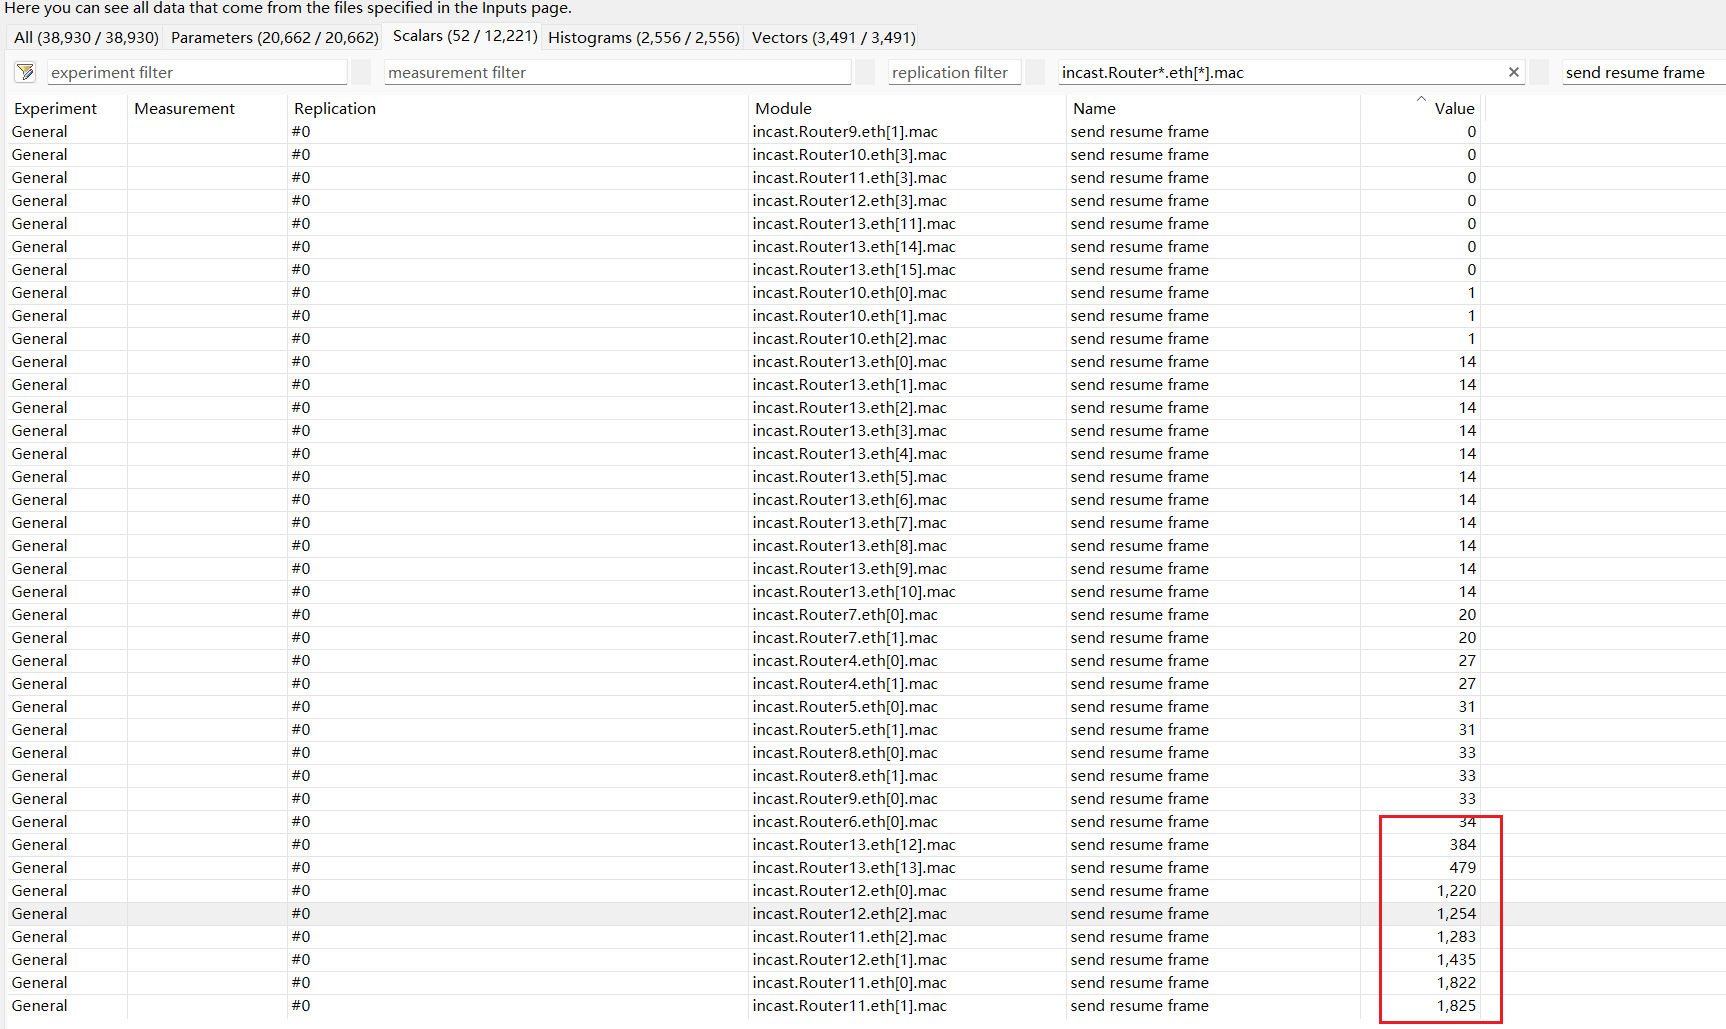 Here you can see all data that come from the files specified in the Inputs page.
All (38,930 / 38,930) Parameters (20,662 / 20,662) Scalars (52 / 12,221) Histograms (2,556 / 2,556) Vectors (3,491 / 3,491)
experiment filter measurement filter replication filter incast.Router*.eth[*].mac send resume frame
Experiment Measurement Replication Module Name Value
General #0 incast.Router9.eth[1].mac send resume frame 0
General #0 incast.Router10.eth[3].mac send resume frame 0
General #0 incast.Router11.eth[3].mac send resume frame 0
General #0 incast.Router12.eth[3].mac send resume frame 0
General #0 incast.Router13.eth[11].mac send resume frame 0
General #0 incast.Router13.eth[14].mac send resume frame 0
General #0 incast.Router13.eth[15].mac send resume frame 0
General #0 incast.Router10.eth[0].mac send resume frame 1
General #0 incast.Router10.eth[1].mac send resume frame 1
General #0 incast.Router10.eth[2].mac send resume frame 1
General #0 incast.Router13.eth[0].mac send resume frame 14
General #0 incast.Router13.eth[1].mac send resume frame 14
General #0 incast.Router13.eth[2].mac send resume frame 14
General #0 incast.Router13.eth[3].mac send resume frame 14
General #0 incast.Router13.eth[4].mac send resume frame 14
General #0 incast.Router13.eth[5].mac send resume frame 14
General #0 incast.Router13.eth[6].mac send resume frame 14
General #0 incast.Router13.eth[7].mac send resume frame 14
General #0 incast.Router13.eth[8].mac send resume frame 14
General #0 incast.Router13.eth[9].mac send resume frame 14
General #0 incast.Router13.eth[10].mac send resume frame 14
General #0 incast.Router7.eth[0].mac send resume frame 20
General #0 incast.Router7.eth[1].mac send resume frame 20
General #0 incast.Router4.eth[0].mac send resume frame 27
General #0 incast.Router4.eth[1].mac send resume frame 27
General #0 incast.Router5.eth[0].mac send resume frame 31
General #0 incast.Router5.eth[1].mac send resume frame 31
General #0 incast.Router8.eth[0].mac send resume frame 33
General #0 incast.Router8.eth[1].mac send resume frame 33
General #0 incast.Router9.eth[0].mac send resume frame 33
General #0 incast.Router6.eth[0].mac send resume frame 34
General #0 incast.Router13.eth[12].mac send resume frame 384
General #0 incast.Router13.eth[13].mac send resume frame 479
General #0 incast.Router12.eth[0].mac send resume frame 1,220
General #0 incast.Router12.eth[2].mac send resume frame 1,254
General #0 incast.Router11.eth[2].mac send resume frame 1,283
General #0 incast.Router12.eth[1].mac send resume frame 1,435
General #0 incast.Router11.eth[0].mac send resume frame 1,822
General #0 incast.Router11.eth[1].mac send resume frame 1,825